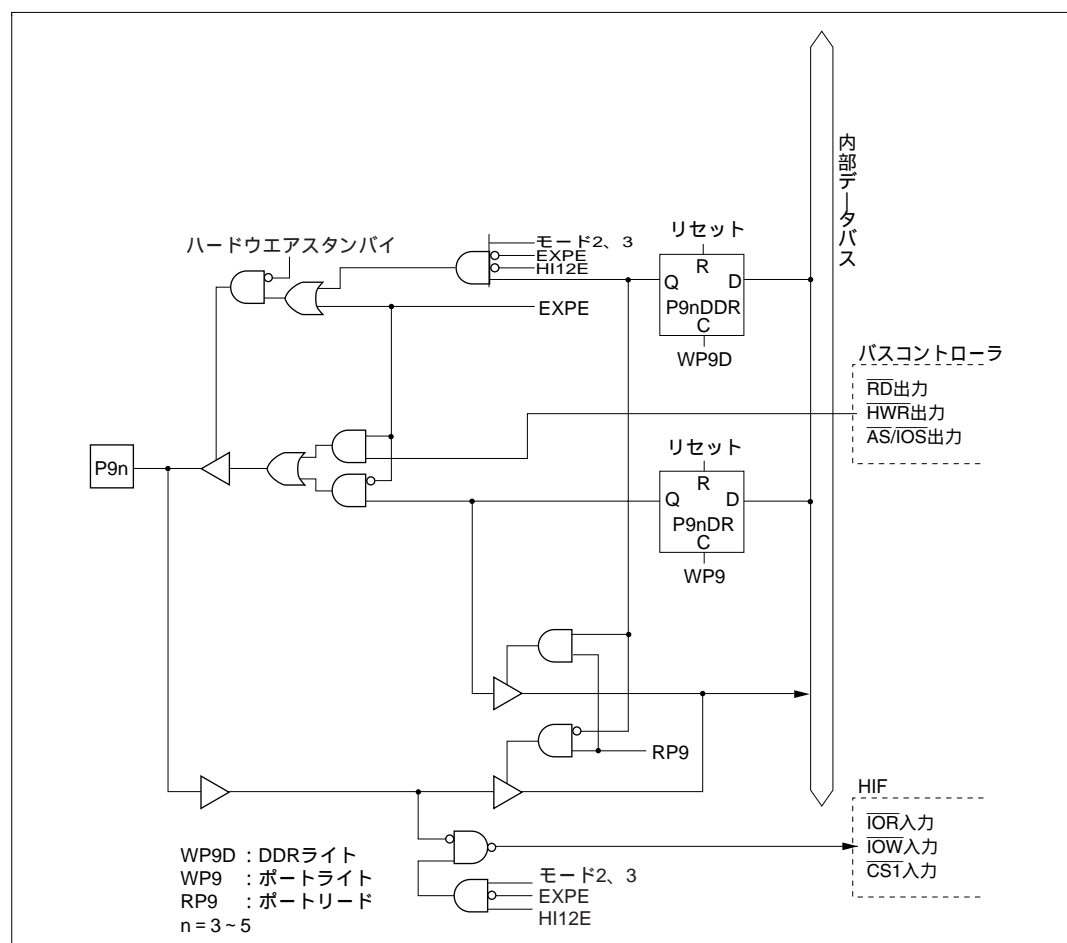 内部データバス
ハードウエアスタンバイ
モード2、3
EXPE
HI12E
リセット
R
Q
D
P9nDDR
C
WP9D
EXPE
バスコントローラ
RD出力
HWR出力
AS/IOS出力
P9n
リセット
R
Q
D
P9nDR
C
WP9
RP9
HIF
IOR入力
IOW入力
CS1入力
モード2、3
EXPE
HI12E
WP9D : DDRライト
WP9 : ポートライト
RP9 : ポートリード
n = 3 ~ 5